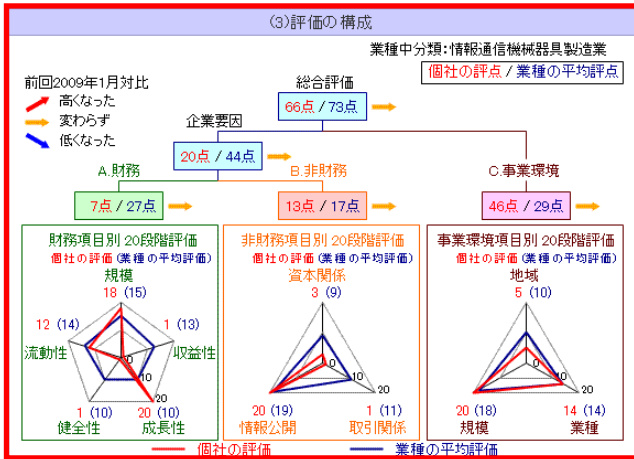 (3)評価の構成
業種中分類:情報通信機械器具製造業
個社の評点 / 業種の平均評点
前回2009年1月対比
高くなった
変わらず
低くなった
総合評価
66点 / 73点
企業要因
20点 / 44点
A.財務
B.非財務
C.事業環境
7点 / 27点
13点 / 17点
46点 / 29点
財務項目別 20段階評価
個社の評価 (業種の平均評価)
規模
18 (15)
12 (14)
1 (13)
流動性
収益性
0
10
20
1 (10)
20 (10)
健全性
成長性
非財務項目別 20段階評価
個社の評価 (業種の平均評価)
資本関係
3 (9)
0
10
20
20 (19)
1 (11)
情報公開
取引関係
事業環境項目別 20段階評価
個社の評価 (業種の平均評価)
地域
5 (10)
0
10
20
20 (18)
14 (14)
規模
業種
個社の評価
業種の平均評価